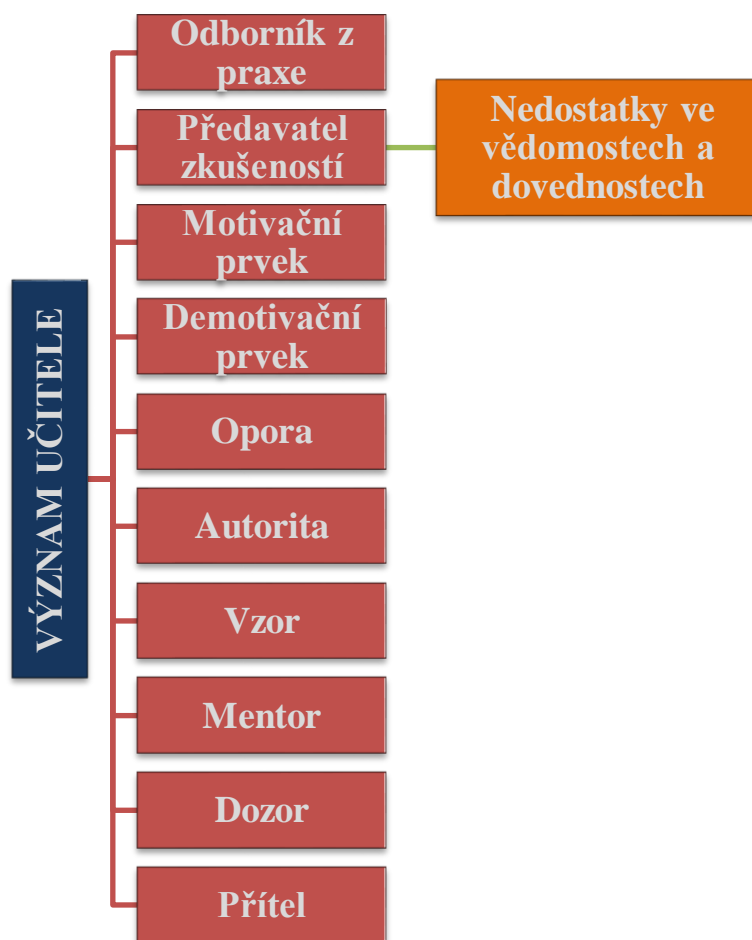 VÝZNAM UČITELE
Odborník z
praxe
Předavatel
zkušeností
Nedostatky ve
vědomostech a
dovednostech
Motivační
prvek
Demotivační
prvek
Opora
Autorita
Vzor
Mentor
Dozor
Přítel